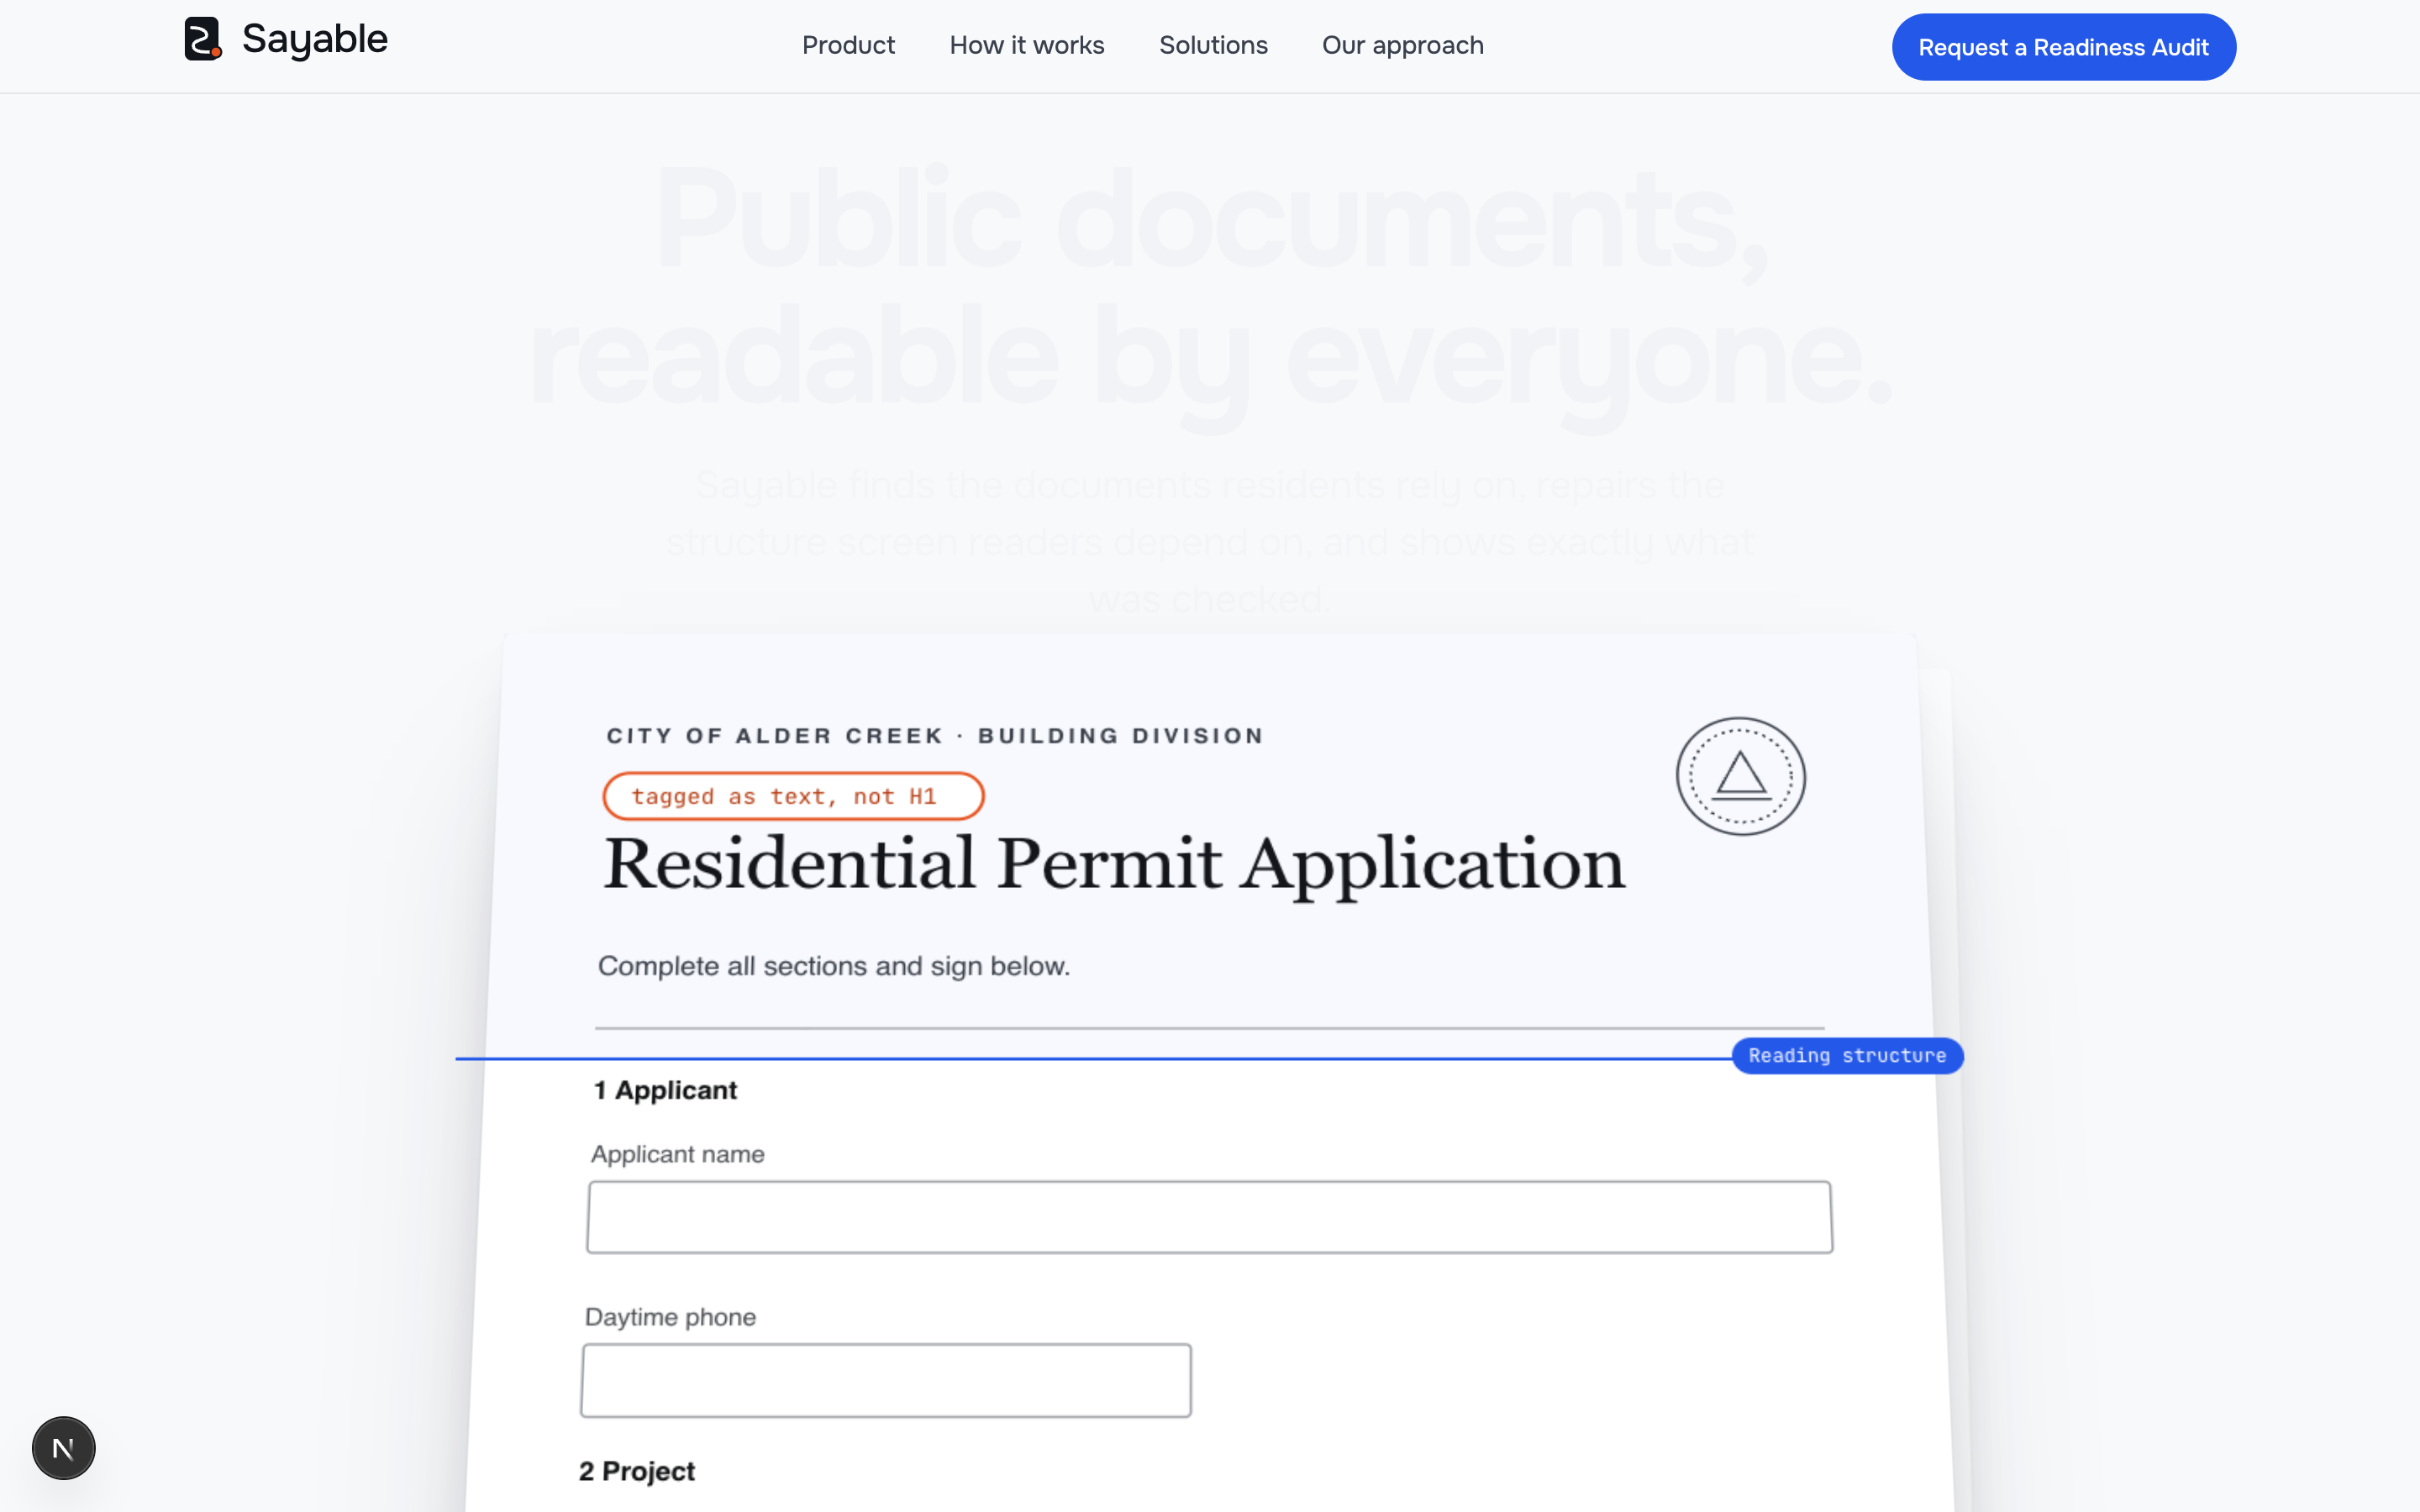 Sayable
Product
How it works
Solutions
Our approach
Request a Readiness Audit
Public documents,
readable by everyone.
Sayable finds the documents residents rely on, repairs the
structure screen readers depend on, and shows exactly what
was checked.
CITY OF ALDER CREEK · BUILDING DIVISION
tagged as text, not H1
Residential Permit Application
Complete all sections and sign below.
Reading structure
1 Applicant
Applicant name
Daytime phone
2 Project
N